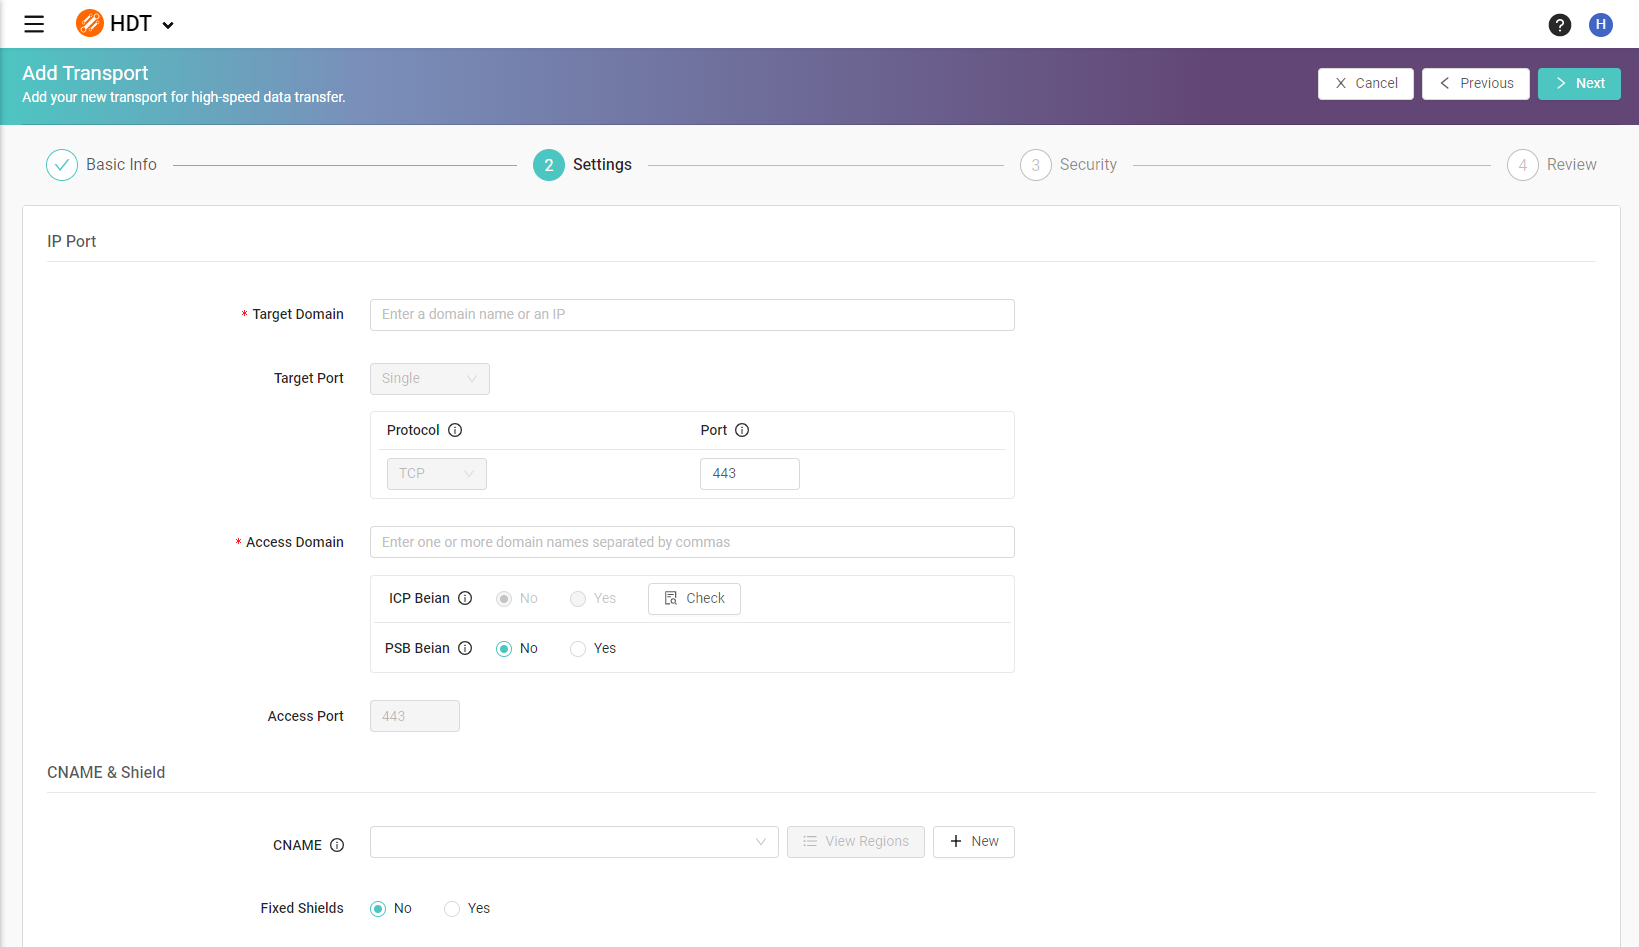 HDT
? H
Add Transport
Add your new transport for high-speed data transfer.
Cancel Previous Next
Basic Info 2 Settings 3 Security 4 Review
IP Port
* Target Domain Enter a domain name or an IP
Target Port Single
Protocol Port
TCP 443
* Access Domain Enter one or more domain names separated by commas
ICP Beian No Yes Check
PSB Beian No Yes
Access Port 443
CNAME & Shield
CNAME View Regions New
Fixed Shields No Yes